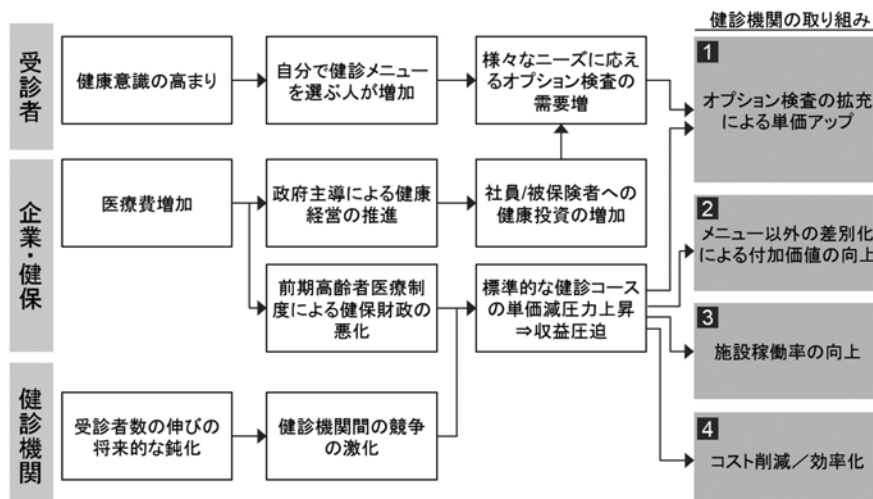 健診機関の取り組み
受診者
健康意識の高まり
自分で健診メニュー
を選ぶ人が増加
様々なニーズに応え
るオプション検査の
需要増
1
オプション検査の拡充
による単価アップ
企業・健保
医療費増加
政府主導による健康
経営の推進
社員/被保険者への
健康投資の増加
2
メニュー以外の差別化
による付加価値の向上
前期高齢者医療制
度による健保財政の
悪化
標準的な健診コース
の単価減圧力上昇
⇒収益圧迫
3
施設稼働率の向上
健診機関
受診者数の伸びの
将来的な鈍化
健診機関間の競争
の激化
4
コスト削減／効率化